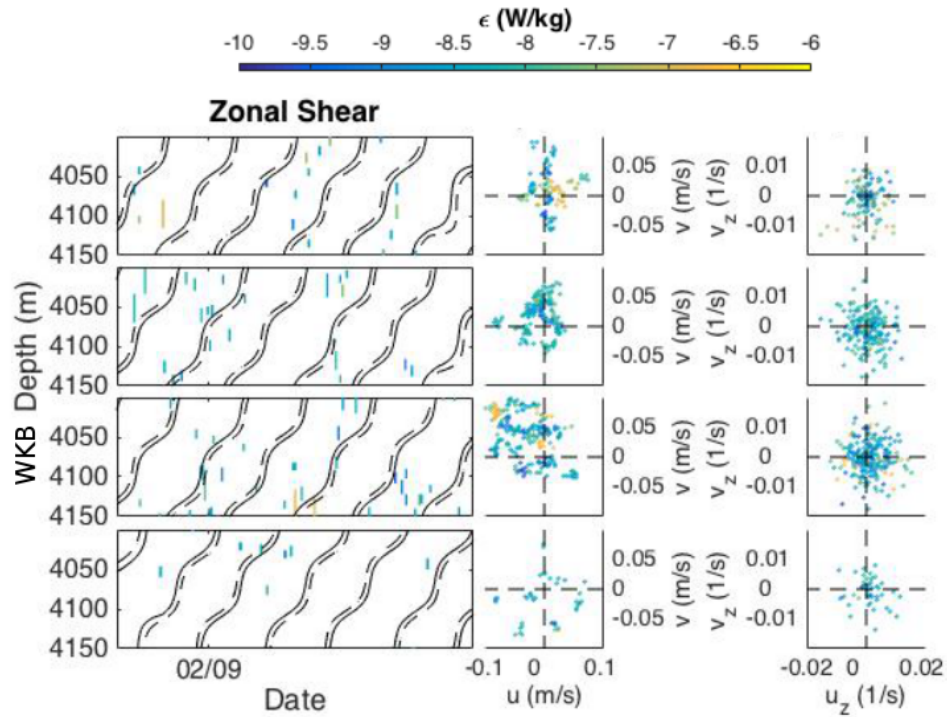 ϵ (W/kg)
-10 -9.5 -9 -8.5 -8 -7.5 -7 -6.5 -6
Zonal Shear
WKB Depth (m)
4050
4100
4150
0.05
0
-0.05
v (m/s)
v_z (1/s)
0.01
0
-0.01
4050
4100
4150
0.05
0
-0.05
v (m/s)
v_z (1/s)
0.01
0
-0.01
4050
4100
4150
0.05
0
-0.05
v (m/s)
v_z (1/s)
0.01
0
-0.01
4050
4100
4150
0.05
0
-0.05
v (m/s)
v_z (1/s)
0.01
0
-0.01
02/09
Date
-0.1 0 0.1
u (m/s)
-0.02 0 0.02
u_z (1/s)